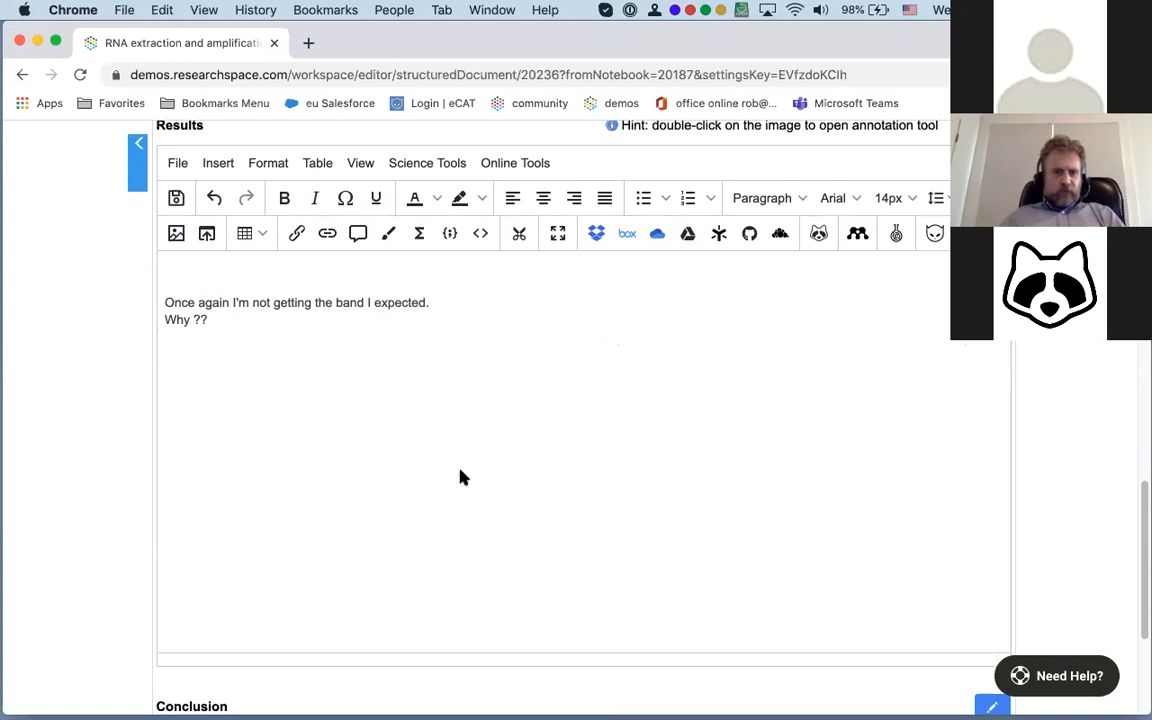 Chrome File Edit View History Bookmarks People Tab Window Help 98% We
RNA extraction and amplificati
demos.researchspace.com/workspace/editor/structuredDocument/20236?fromNotebook=20187&settingsKey=EVfzdoKCIh
Apps Favorites Bookmarks Menu eu Salesforce Login | eCAT community demos office online rob@... Microsoft Teams
Results
Hint: double-click on the image to open annotation tool
File Insert Format Table View Science Tools Online Tools
B I Ω U A Paragraph Arial 14px
Σ box
Once again I'm not getting the band I expected.
Why ??
Need Help?
Conclusion